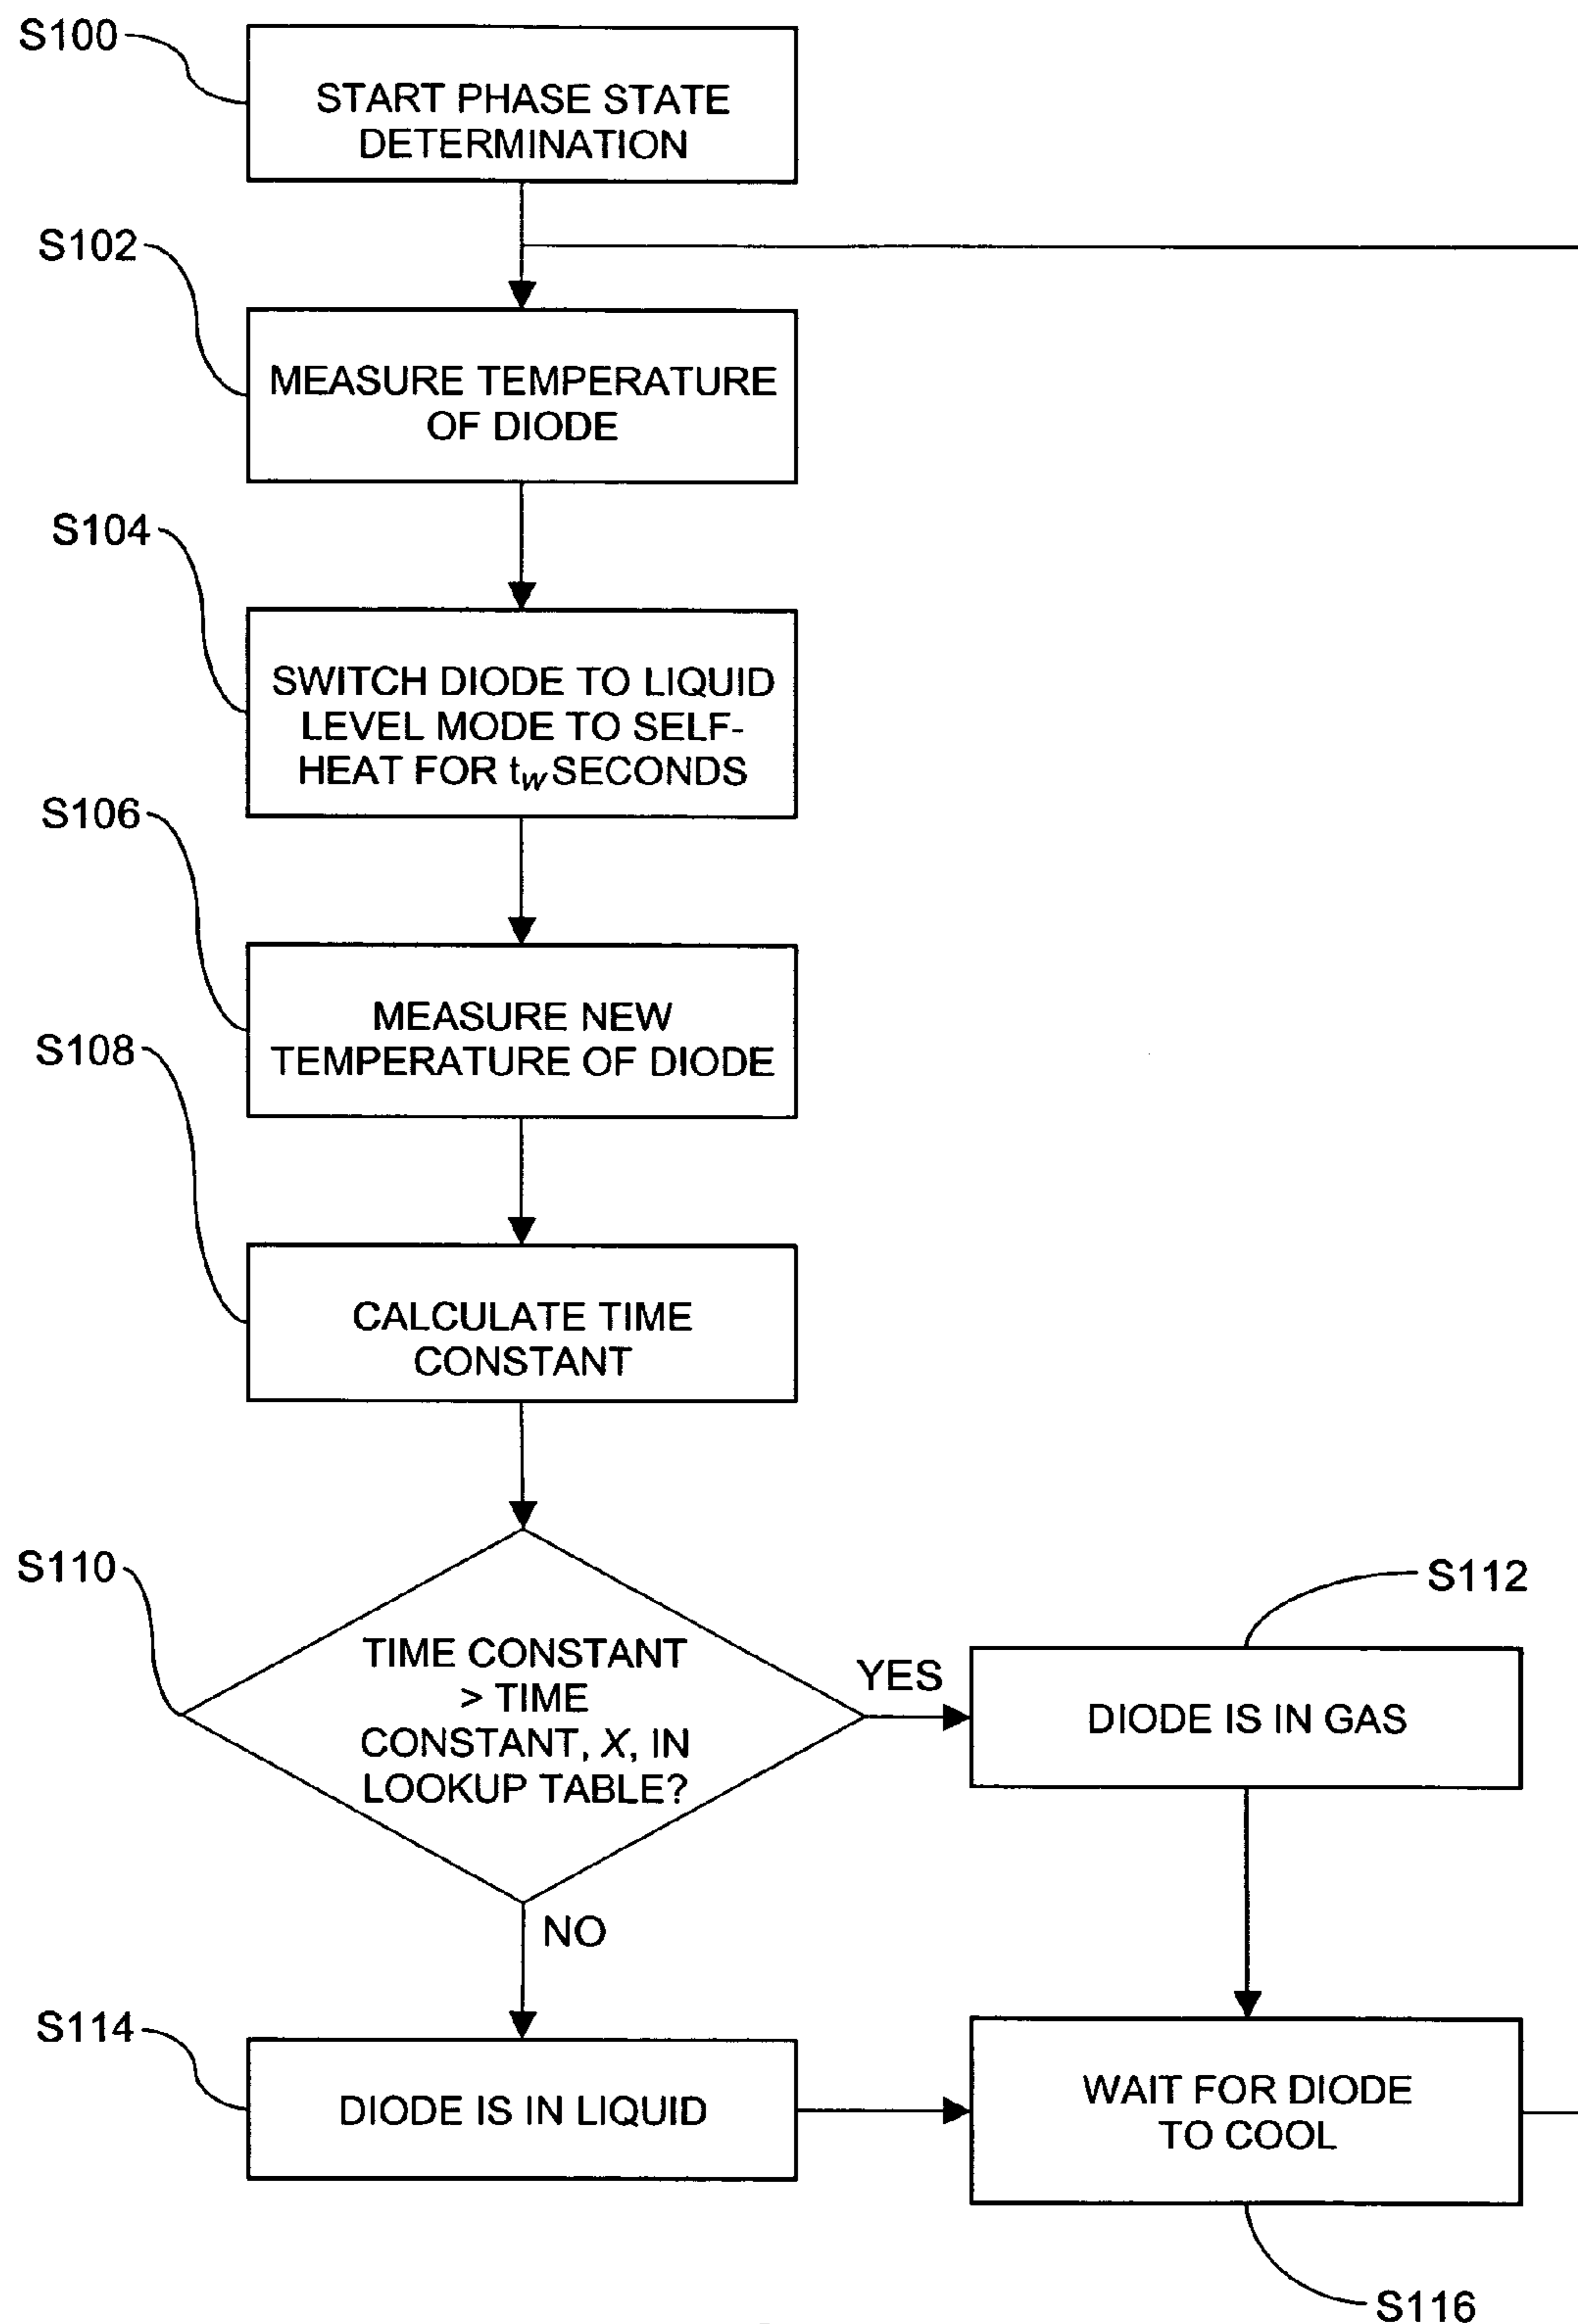 S100
START PHASE STATE
DETERMINATION
S102
MEASURE TEMPERATURE
OF DIODE
S104
SWITCH DIODE TO LIQUID
LEVEL MODE TO SELF-
HEAT FOR tw SECONDS
S106
MEASURE NEW
TEMPERATURE OF DIODE
S108
CALCULATE TIME
CONSTANT
S110
TIME CONSTANT
> TIME
CONSTANT, X, IN
LOOKUP TABLE?
YES
S112
DIODE IS IN GAS
NO
S114
DIODE IS IN LIQUID
WAIT FOR DIODE
TO COOL
S116